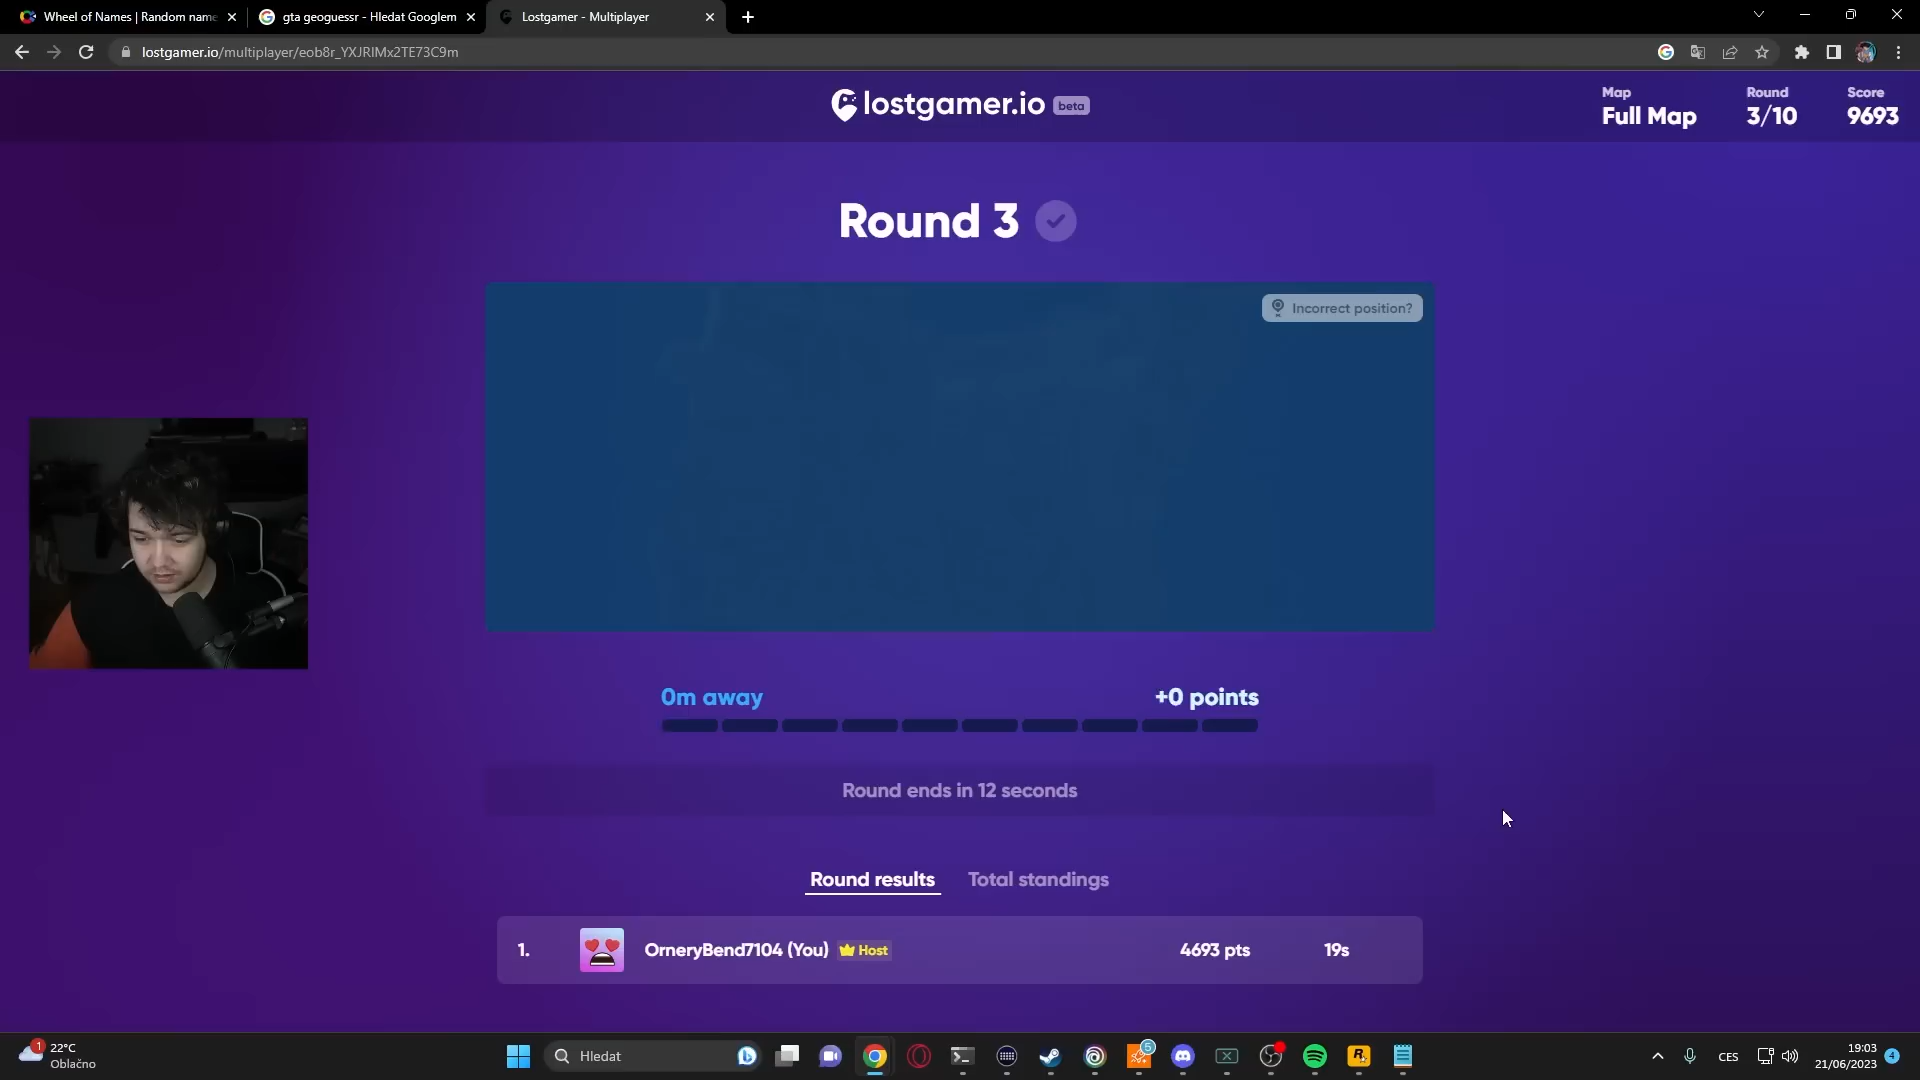 Wheel of Names | Random name
gta geoguessr - Hledat Googlem
Lostgamer - Multiplayer
lostgamer.io/multiplayer/eob8r_YXJRIMx2TE73C9m
lostgamer.io beta
Map
Full Map
Round
3/10
Score
9693
Round 3
Incorrect position?
0m away
+0 points
Round ends in 12 seconds
Round results
Total standings
1.
OrneryBend7104 (You)
Host
4693 pts
19s
1
22°C
Oblačno
Hledat
5
CES
19:03
21/06/2023
4